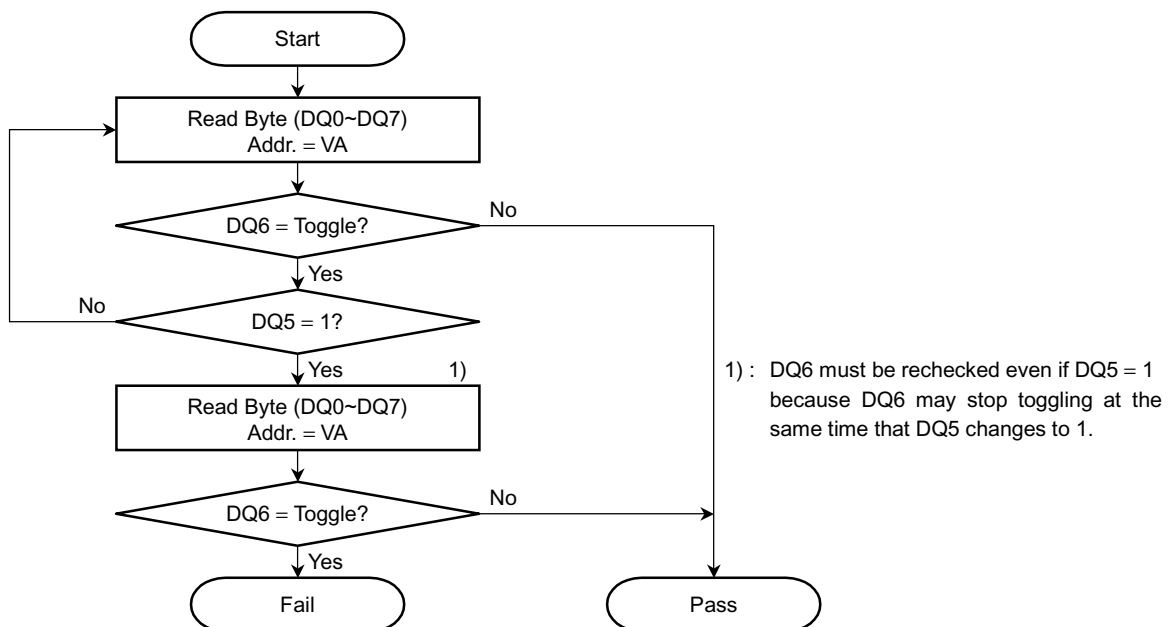 Start
Read Byte (DQ0~DQ7)
Addr. = VA
DQ6 = Toggle?
No
Yes
No
DQ5 = 1?
Yes
1)
Read Byte (DQ0~DQ7)
Addr. = VA
1) : DQ6 must be rechecked even if DQ5 = 1
because DQ6 may stop toggling at the
same time that DQ5 changes to 1.
DQ6 = Toggle?
No
Yes
Fail
Pass